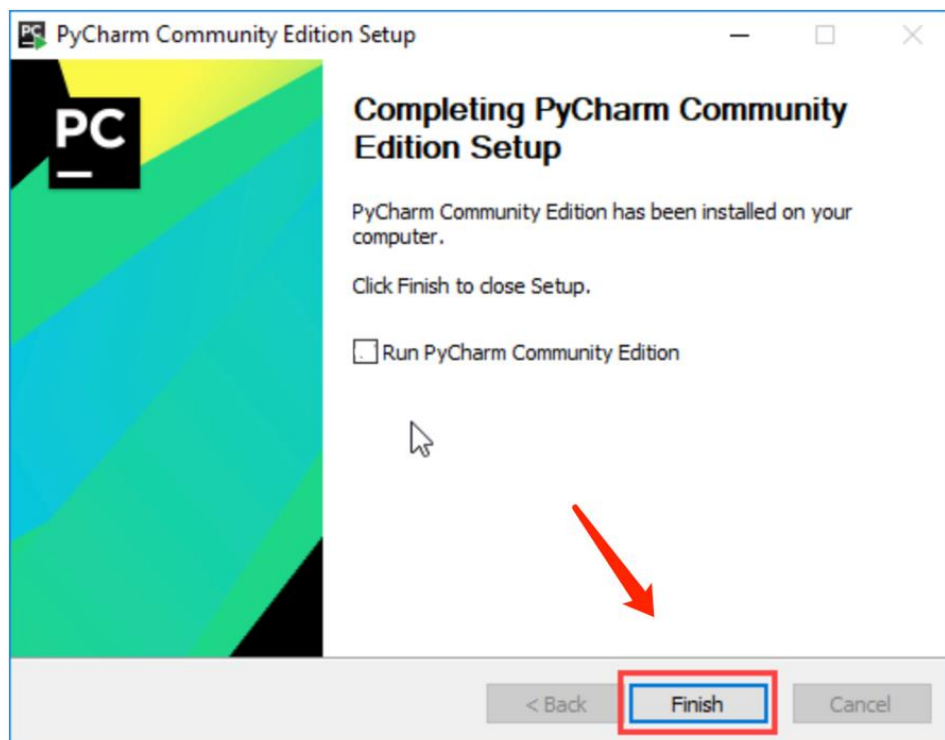 PyCharm Community Edition Setup
PC
Completing PyCharm Community
Edition Setup
PyCharm Community Edition has been installed on your
computer.
Click Finish to close Setup.
Run PyCharm Community Edition
< Back Finish Cancel